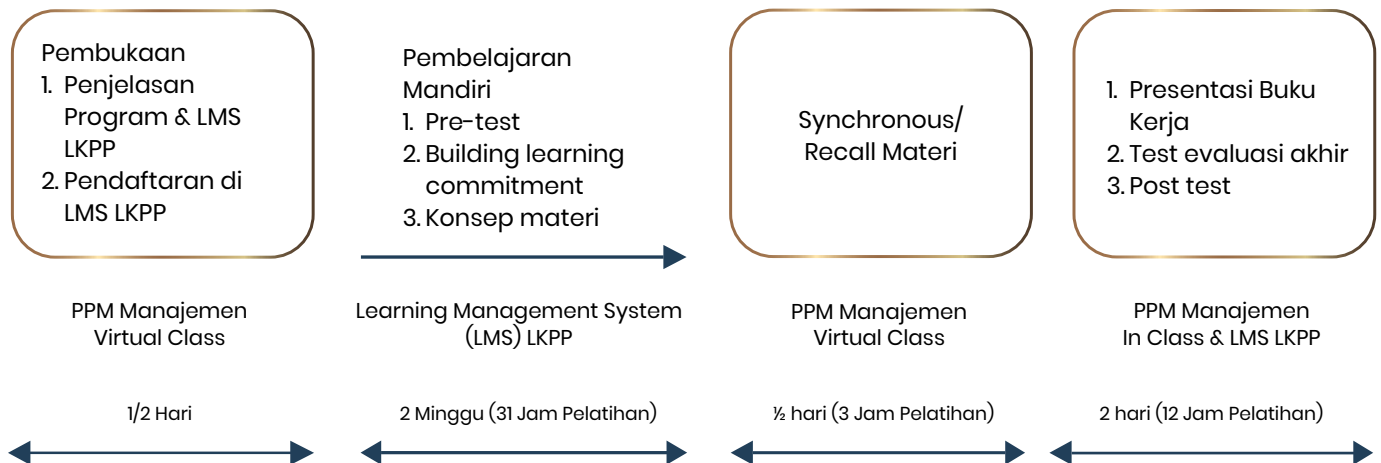 Pembukaan
1. Penjelasan
Program & LMS
LKPP
2. Pendaftaran di
LMS LKPP
Pembelajaran
Mandiri
1. Pre-test
2. Building learning
commitment
3. Konsep materi
Synchronous/
Recall Materi
1. Presentasi Buku
Kerja
2. Test evaluasi akhir
3. Post test
PPM Manajemen
Virtual Class
Learning Management System
(LMS) LKPP
PPM Manajemen
Virtual Class
PPM Manajemen
In Class & LMS LKPP
1/2 Hari
2 Minggu (31 Jam Pelatihan)
½ hari (3 Jam Pelatihan)
2 hari (12 Jam Pelatihan)